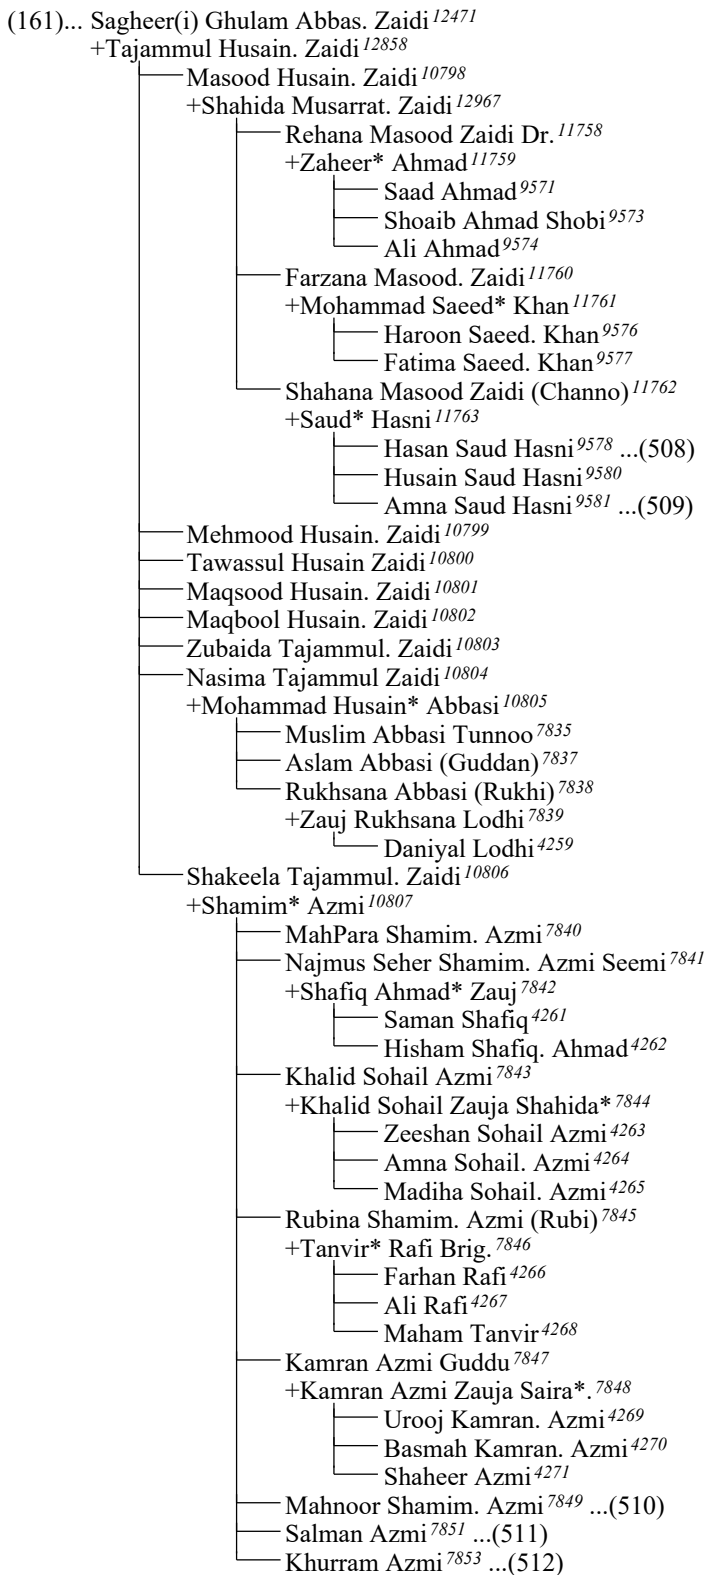 (161)... Sagheer(i) Ghulam Abbas. Zaidi 12471
+Tajammul Husain. Zaidi 12858
Masood Husain. Zaidi 10798
+Shahida Musarrat. Zaidi 12967
Rehana Masood Zaidi Dr. 11758
+Zaheer* Ahmad 11759
Saad Ahmad 9571
Shoaib Ahmad Shobi 9573
Ali Ahmad 9574
Farzana Masood. Zaidi 11760
+Mohammad Saeed* Khan 11761
Haroon Saeed. Khan 9576
Fatima Saeed. Khan 9577
Shahana Masood Zaidi (Channo) 11762
+Saud* Hasni 11763
Hasan Saud Hasni 9578 ...(508)
Husain Saud Hasni 9580
Amna Saud Hasni 9581 ...(509)
Mehmood Husain. Zaidi 10799
Tawassul Husain Zaidi 10800
Maqsood Husain. Zaidi 10801
Maqbool Husain. Zaidi 10802
Zubaida Tajammul. Zaidi 10803
Nasima Tajammul Zaidi 10804
+Mohammad Husain* Abbasi 10805
Muslim Abbasi Tunnoo 7835
Aslam Abbasi (Guddan) 7837
Rukhsana Abbasi (Rukhi) 7838
+Zauj Rukhsana Lodhi 7839
Daniyal Lodhi 4259
Shakeela Tajammul. Zaidi 10806
+Shamim* Azmi 10807
MahPara Shamim. Azmi 7840
Najmus Seher Shamim. Azmi Seemi 7841
+Shafiq Ahmad* Zauj 7842
Saman Shafiq 4261
Hisham Shafiq. Ahmad 4262
Khalid Sohail Azmi 7843
+Khalid Sohail Zauja Shahida* 7844
Zeeshan Sohail Azmi 4263
Amna Sohail. Azmi 4264
Madiha Sohail. Azmi 4265
Rubina Shamim. Azmi (Rubi) 7845
+Tanvir* Rafi Brig. 7846
Farhan Rafi 4266
Ali Rafi 4267
Maham Tanvir 4268
Kamran Azmi Guddu 7847
+Kamran Azmi Zauja Saira*. 7848
Urooj Kamran. Azmi 4269
Basmah Kamran. Azmi 4270
Shaheer Azmi 4271
Mahnoor Shamim. Azmi 7849 ...(510)
Salman Azmi 7851 ...(511)
Khurram Azmi 7853 ...(512)